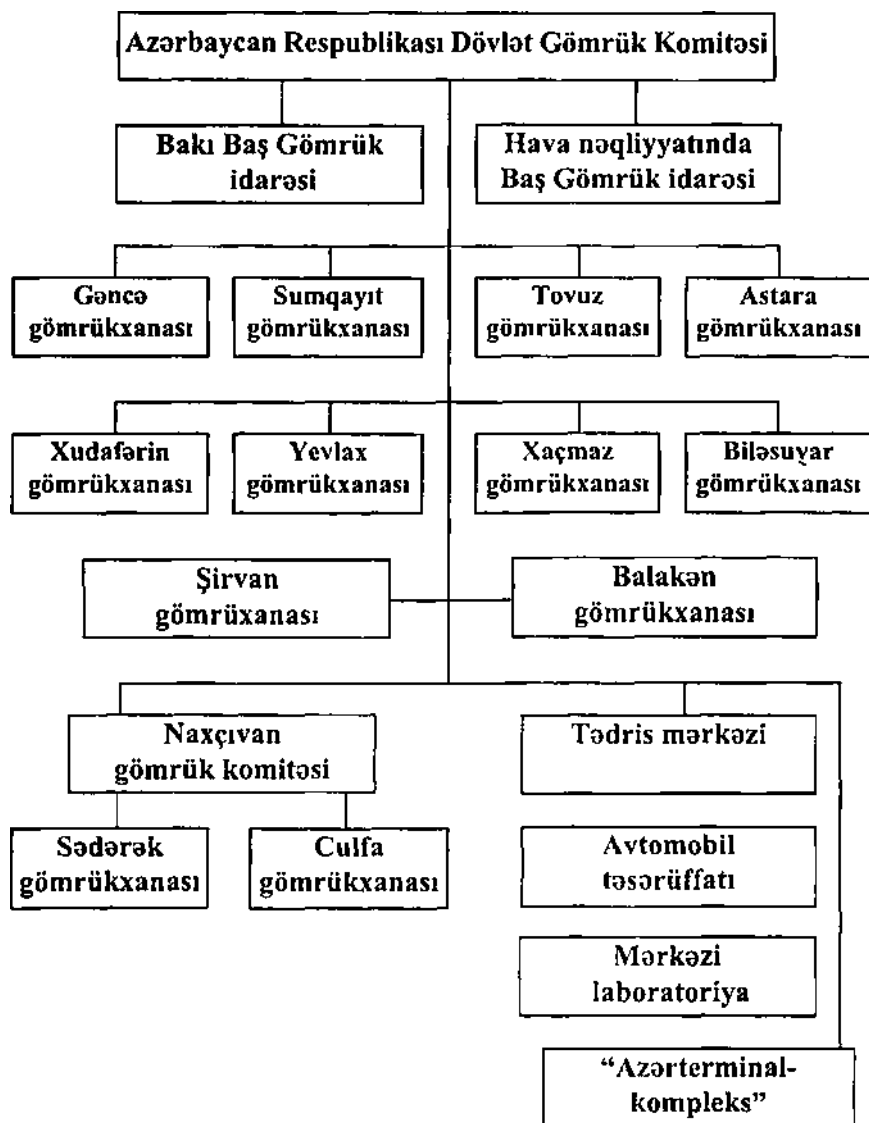 Azərbaycan Respublikası Dövlət Gömrük Komitəsi
Bakı Baş Gömrük
idarəsi
Hava nəqliyyatında
Baş Gömrük idarəsi
Gəncə
gömrükxanası
Sumqayıt
gömrükxanası
Tovuz
gömrükxanası
Astara
gömrükxanası
Xudafərin
gömrükxanası
Yevlax
gömrükxanası
Xaçmaz
gömrükxanası
Biləsuvar
gömrükxanası
Şirvan
gömrüxanası
Balakən
gömrükxanası
Naxçıvan
gömrük komitəsi
Tədris mərkəzi
Sədərək
gömrükxanası
Culfa
gömrükxanası
Avtomobil
təsərüffatı
Mərkəzi
laboratoriya
“Azərterminal-
kompleks”